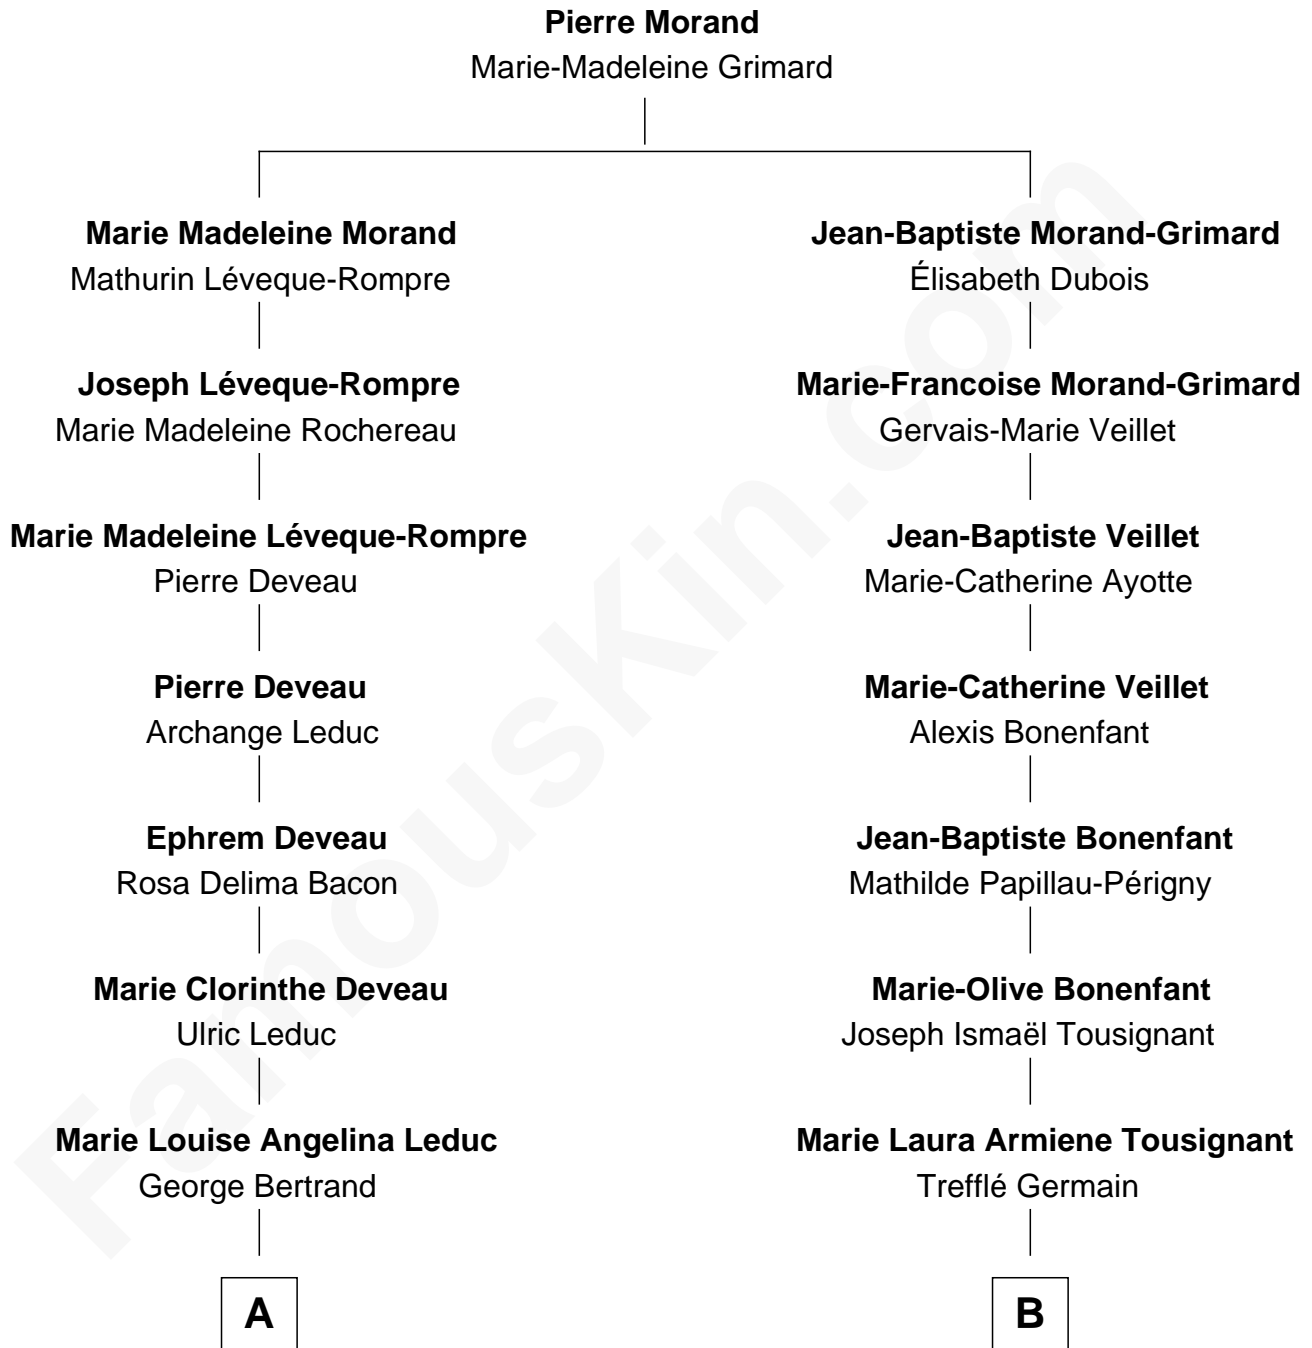 Pierre Morand
Marie-Madeleine Grimard
Marie Madeleine Morand
Mathurin Léveque-Rompre
Jean-Baptiste Morand-Grimard
Élisabeth Dubois
Joseph Léveque-Rompre
Marie Madeleine Rochereau
Marie-Francoise Morand-Grimard
Gervais-Marie Veillet
Marie Madeleine Léveque-Rompre
Pierre Deveau
Jean-Baptiste Veillet
Marie-Catherine Ayotte
Pierre Deveau
Archange Leduc
Marie-Catherine Veillet
Alexis Bonenfant
Ephrem Deveau
Rosa Delima Bacon
Jean-Baptiste Bonenfant
Mathilde Papillau-Périgny
Marie Clorinthe Deveau
Ulric Leduc
Marie-Olive Bonenfant
Joseph Ismaël Tousignant
Marie Louise Angelina Leduc
George Bertrand
Marie Laura Armiene Tousignant
Trefflé Germain
A
B
FamousKin.com